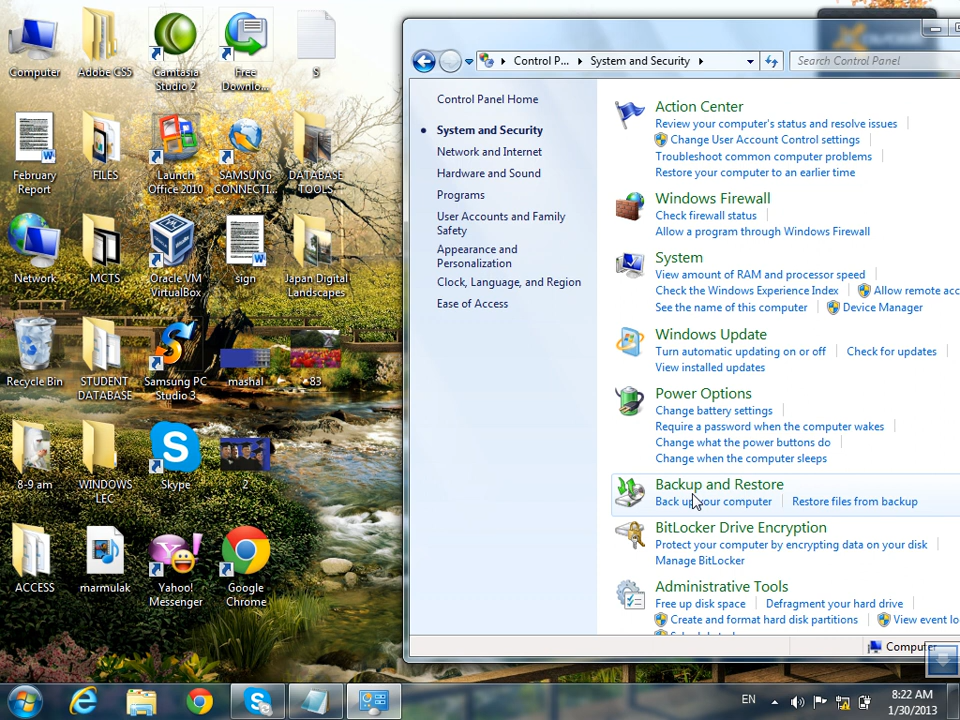 Computer
Adobe CS5
Camtasia
Studio 2
Free
Downlo...
S
February
Report
FILES
Launch
Office 2010
SAMSUNG
CONNECTI...
DATABASE
TOOLS
Network
MCTS
Oracle VM
VirtualBox
sign
Japan Digital
Landscapes
Recycle Bin
STUDENT
DATABASE
Samsung PC
Studio 3
mashal
83
8-9 am
WINDOWS
LEC
Skype
2
ACCESS
marmulak
Yahoo!
Messenger
Google
Chrome
Control P...
System and Security
Search Control Panel
Control Panel Home
System and Security
Network and Internet
Hardware and Sound
Programs
User Accounts and Family
Safety
Appearance and
Personalization
Clock, Language, and Region
Ease of Access
Action Center
Review your computer's status and resolve issues
Change User Account Control settings
Troubleshoot common computer problems
Restore your computer to an earlier time
Windows Firewall
Check firewall status
Allow a program through Windows Firewall
System
View amount of RAM and processor speed
Check the Windows Experience Index Allow remote acc
See the name of this computer Device Manager
Windows Update
Turn automatic updating on or off Check for updates
View installed updates
Power Options
Change battery settings
Require a password when the computer wakes
Change what the power buttons do
Change when the computer sleeps
Backup and Restore
Back up your computer Restore files from backup
BitLocker Drive Encryption
Protect your computer by encrypting data on your disk
Manage BitLocker
Administrative Tools
Free up disk space Defragment your hard drive
Create and format hard disk partitions View event lo
Computer
EN
8:22 AM
1/30/2013